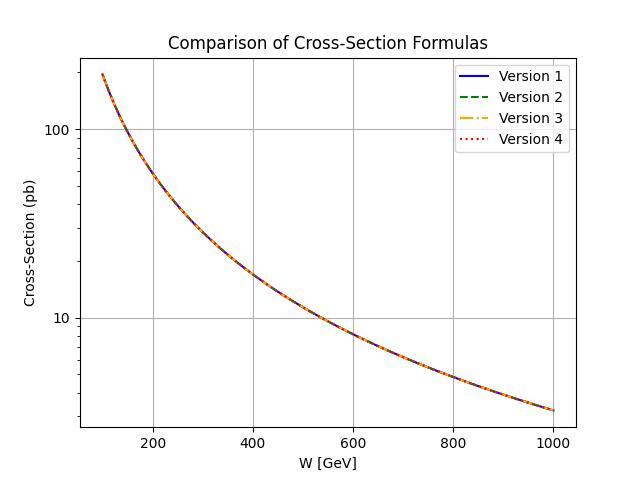 Comparison of Cross-Section Formulas
Version 1
Version 2
Version 3
Version 4
100
10
Cross-Section (pb)
200
400
600
800
1000
W [GeV]